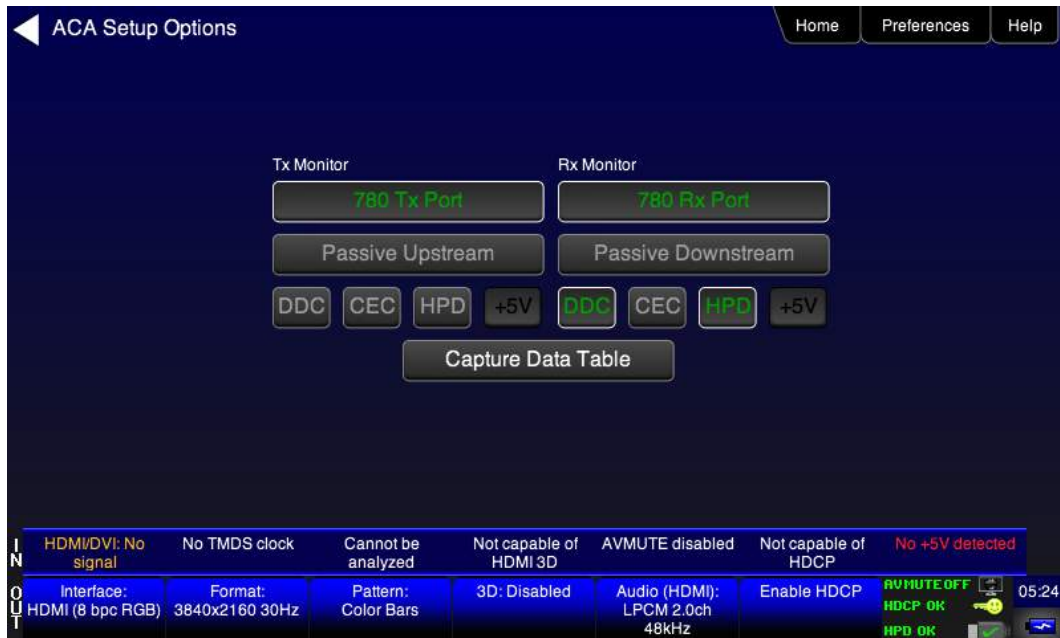 ACA Setup Options
Home
Preferences
Help
Tx Monitor
Rx Monitor
780 Tx Port
780 Rx Port
Passive Upstream
Passive Downstream
DDC
CEC
HPD
+5V
DDC
CEC
HPD
+5V
Capture Data Table
IN
HDMI/DVI: No
signal
No TMDS clock
Cannot be
analyzed
Not capable of
HDMI 3D
AVMUTE disabled
Not capable of
HDCP
No +5V detected
OUT
Interface:
HDMI (8 bpc RGB)
Format:
3840x2160 30Hz
Pattern:
Color Bars
3D: Disabled
Audio (HDMI):
LPCM 2.0ch
48kHz
Enable HDCP
AVMUTE OFF
HDCP OK
HPD OK
05:24